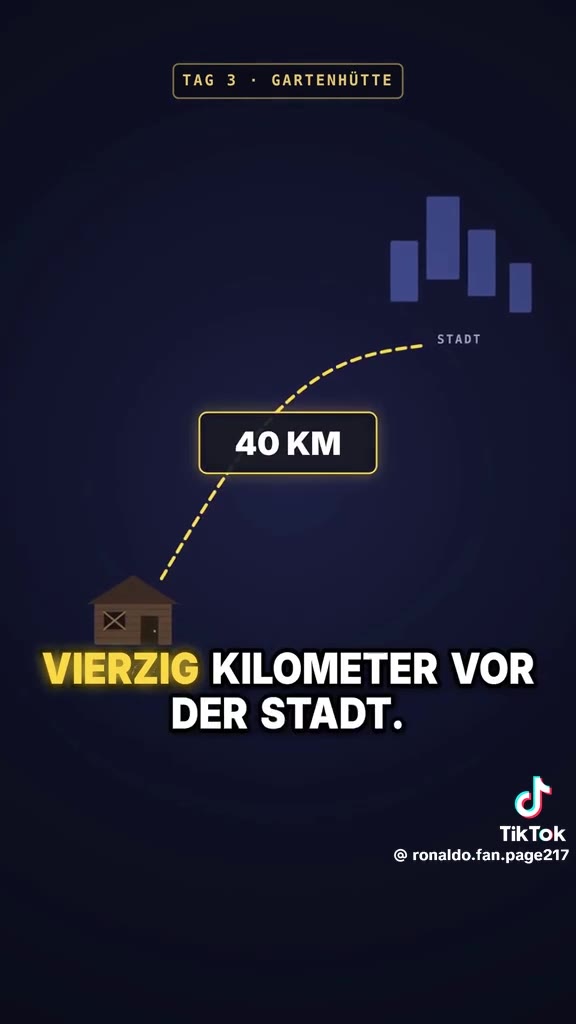 TAG 3 · GARTENHÜTTE
STADT
40 KM
VIERZIG KILOMETER VOR
DER STADT.
TikTok
@ ronaldo.fan.page217